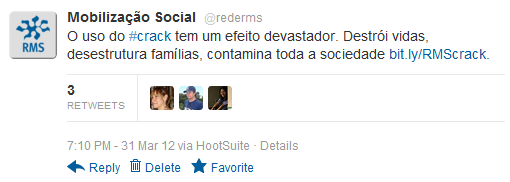 Mobilização Social @rederms
O uso do #crack tem um efeito devastador. Destrói vidas,
desestrutura famílias, contamina toda a sociedade bit.ly/RMScrack.
RMS
3
RETWEETS
7:10 PM - 31 Mar 12 via HootSuite · Details
Reply Delete Favorite